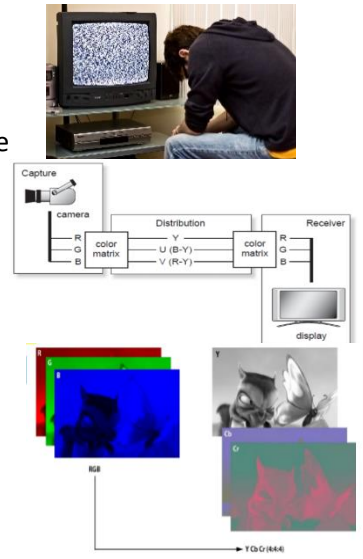 e
Capture
camera
R
G
B
color
matrix
Distribution
Y
U (B-Y)
V (R-Y)
color
matrix
Receiver
R
G
B
display
R
G
B
RGB
Y
Cb
Cr
Y Cb Cr (4:4:4)